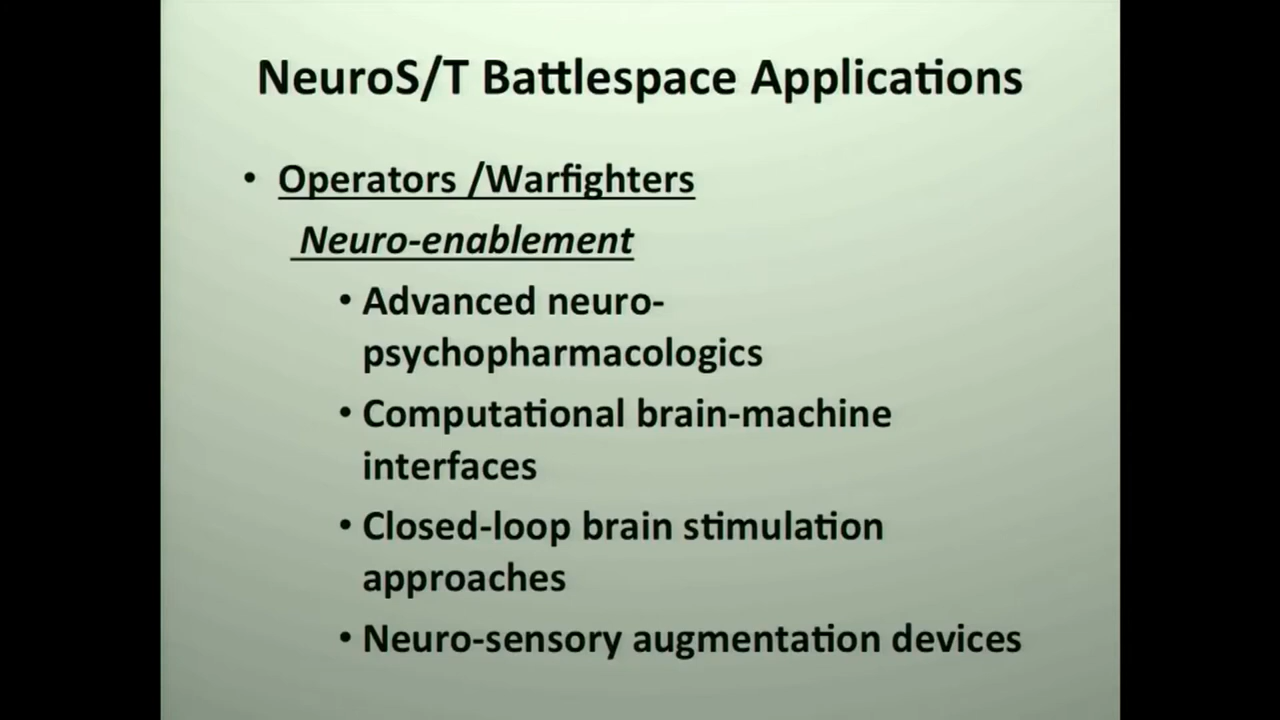 NeuroS/T Battlespace Applications
• Operators /Warfighters
Neuro-enablement
• Advanced neuro-
psychopharmacologics
• Computational brain-machine
interfaces
• Closed-loop brain stimulation
approaches
• Neuro-sensory augmentation devices